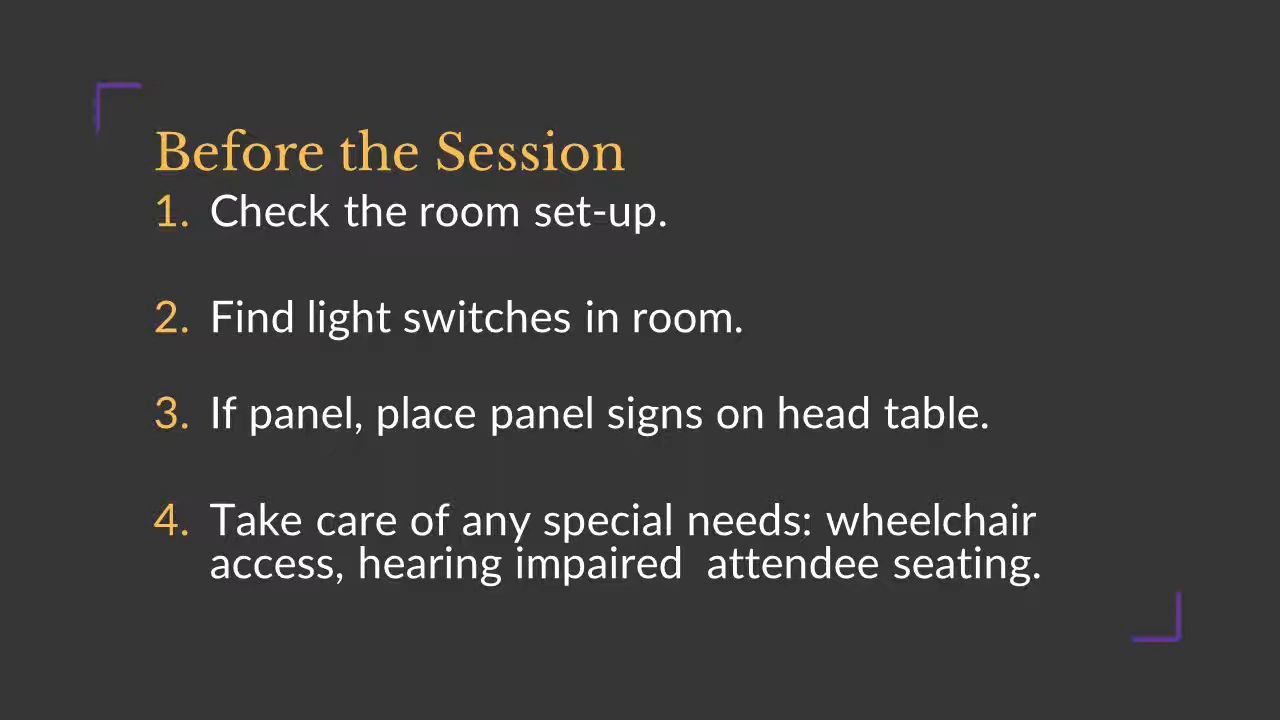 Before the Session
1. Check the room set-up.
2. Find light switches in room.
3. If panel, place panel signs on head table.
4. Take care of any special needs: wheelchair
access, hearing impaired  attendee seating.